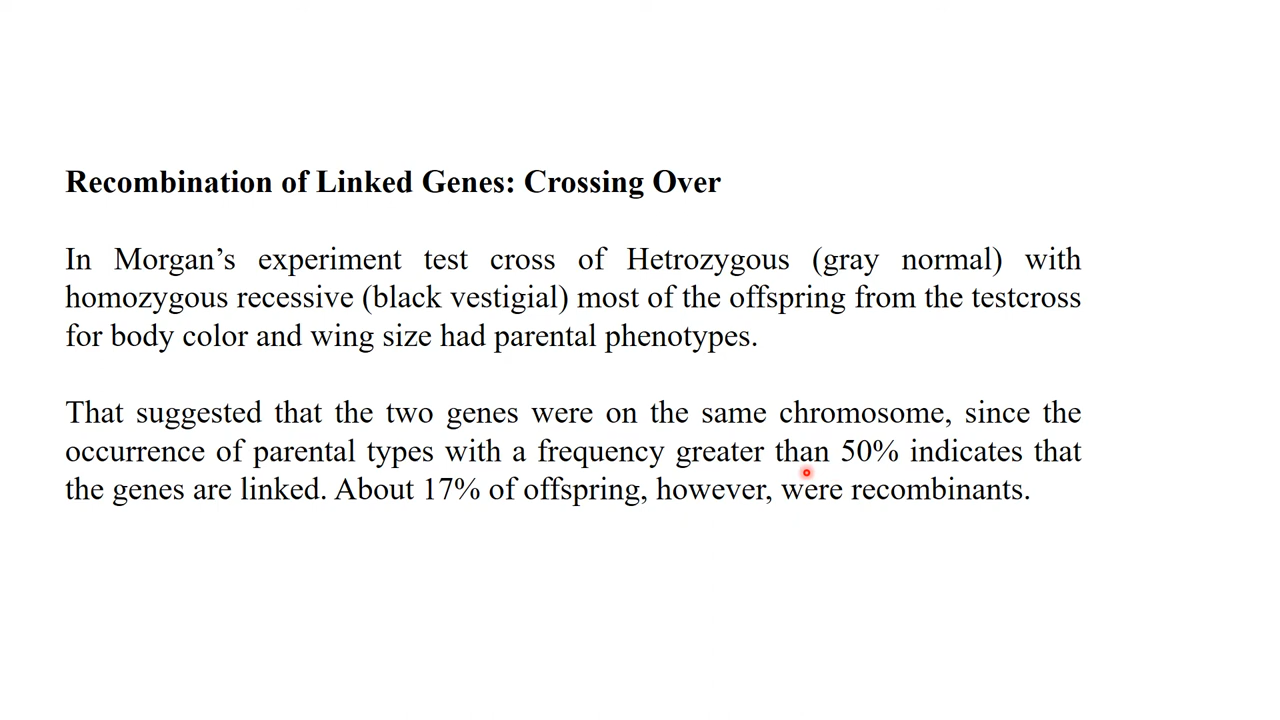 Recombination of Linked Genes: Crossing Over
In Morgan’s experiment test cross of Hetrozygous (gray normal) with
homozygous recessive (black vestigial) most of the offspring from the testcross
for body color and wing size had parental phenotypes.
That suggested that the two genes were on the same chromosome, since the
occurrence of parental types with a frequency greater than 50% indicates that
the genes are linked. About 17% of offspring, however, were recombinants.